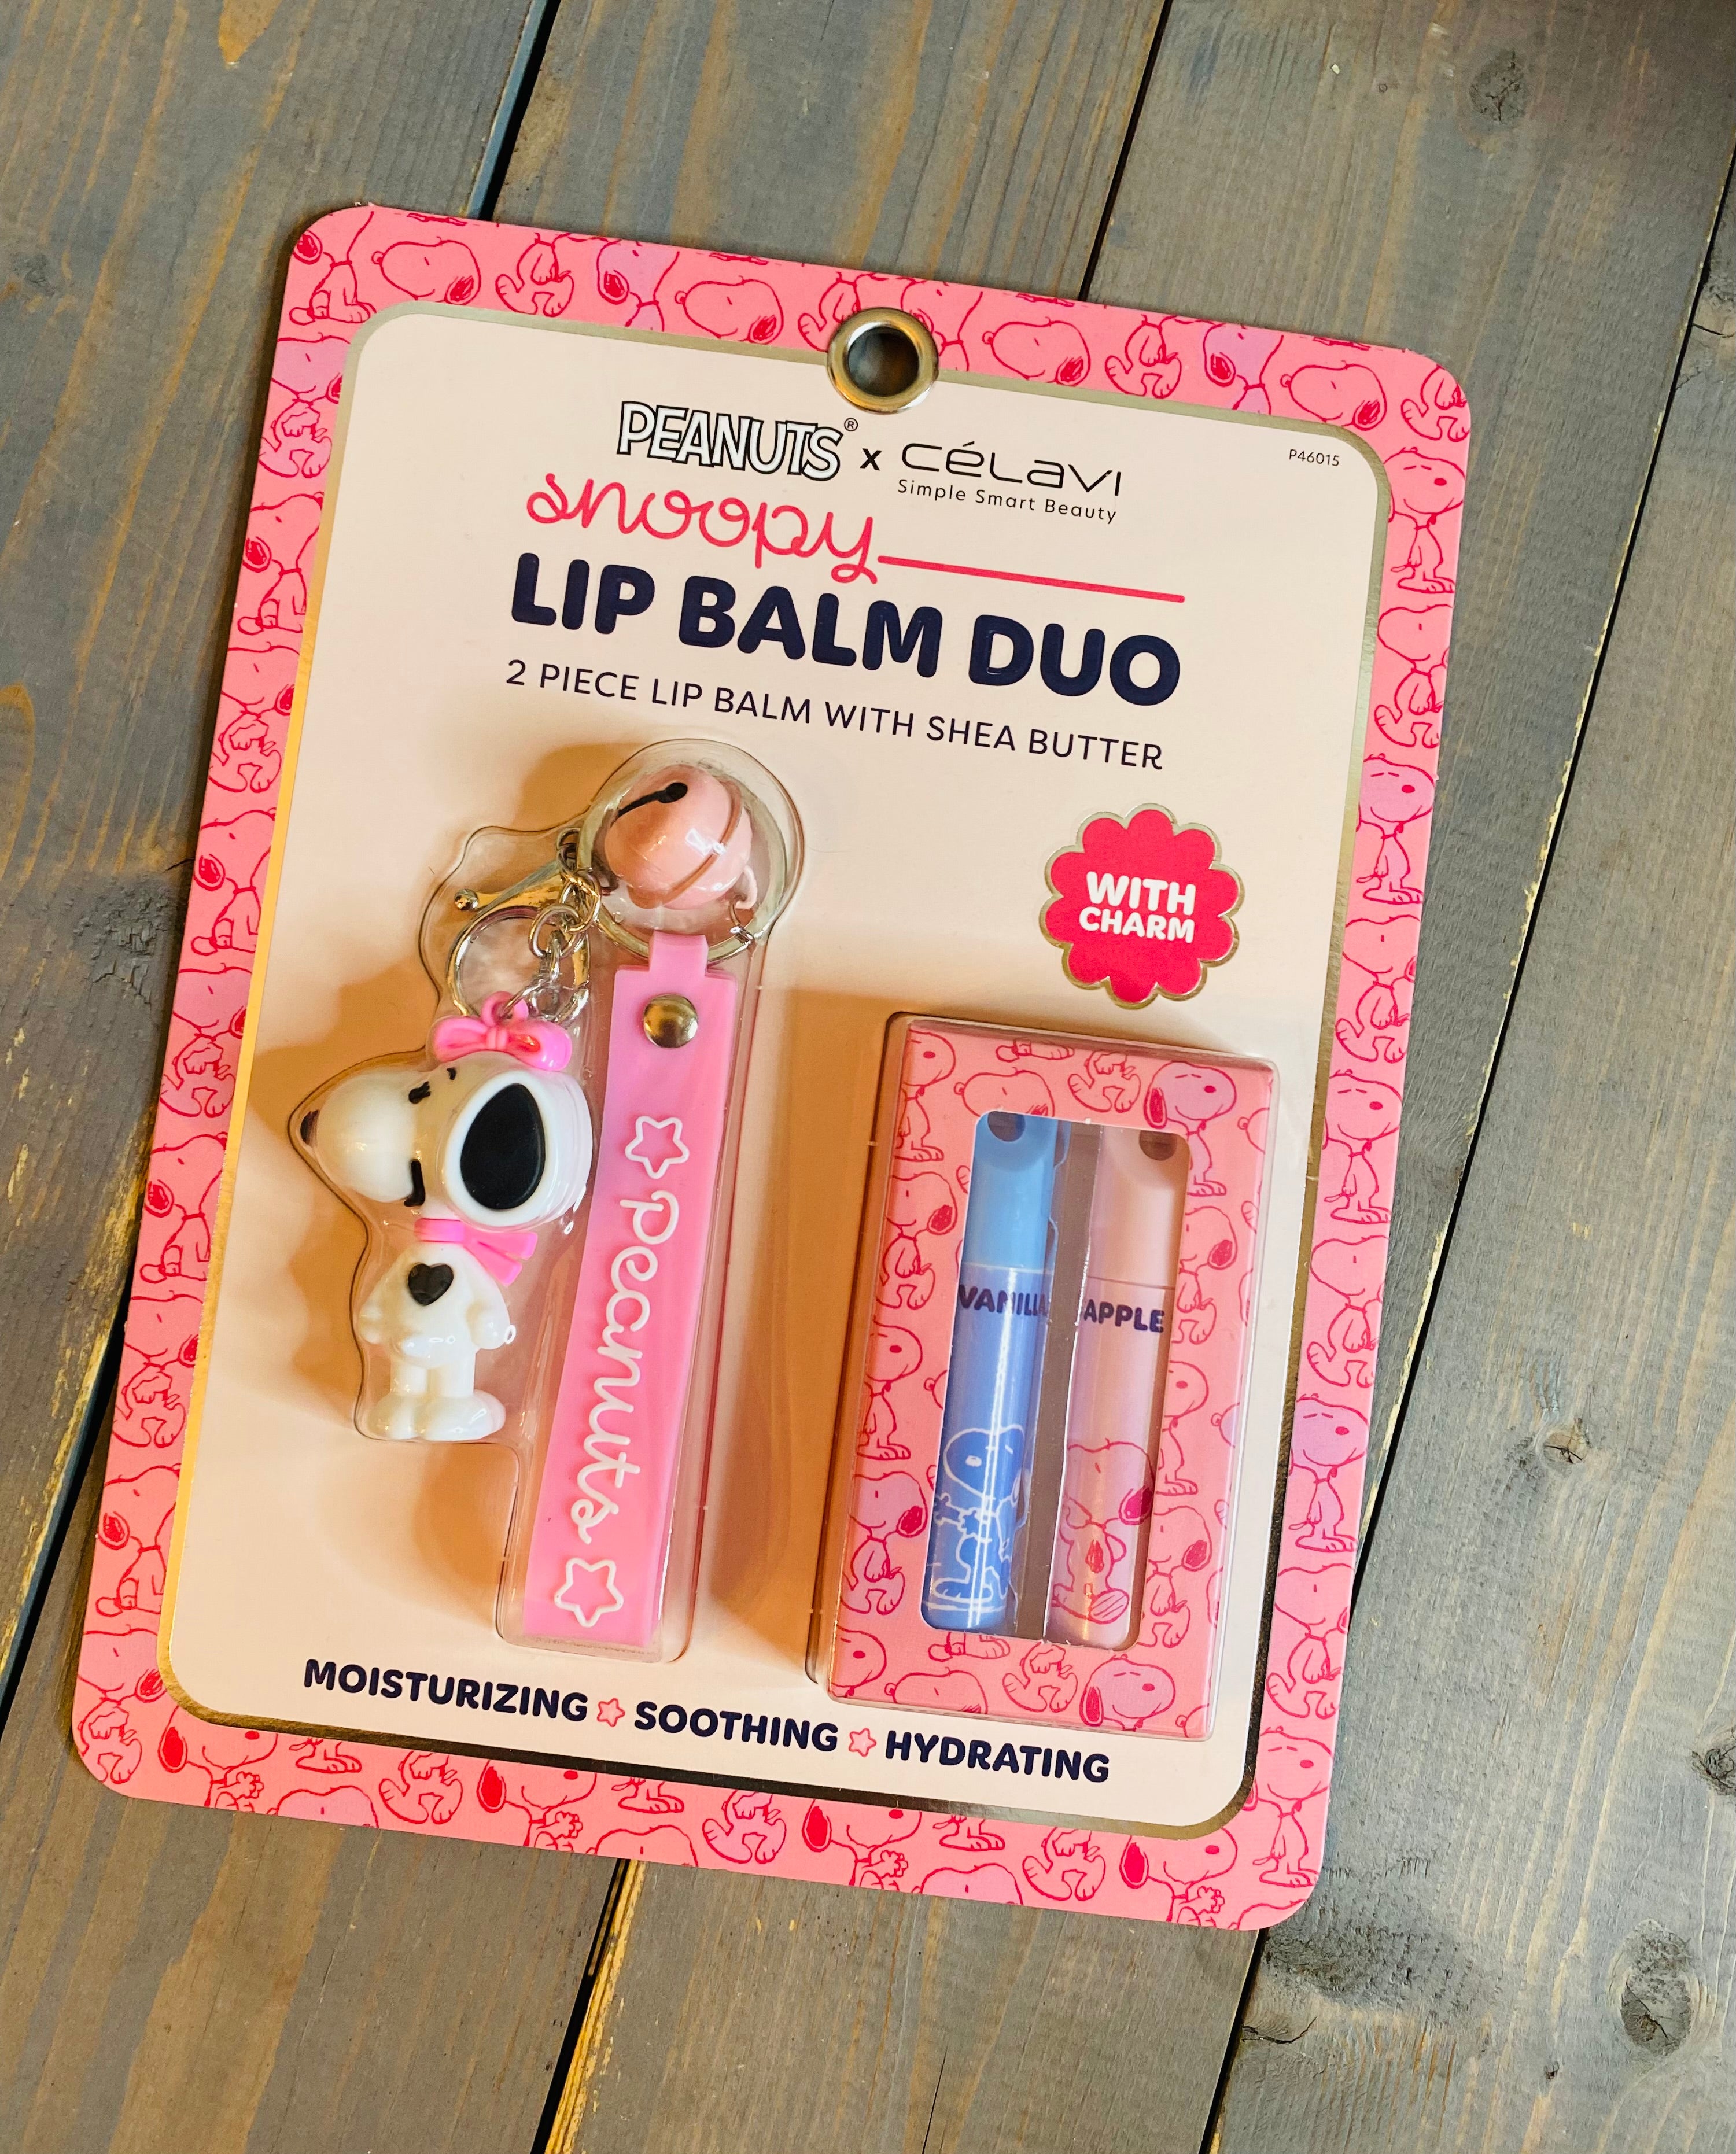 PEANUTS® x CéLaVI
Simple Smart Beauty
P46015
snoopy
LIP BALM DUO
2 PIECE LIP BALM WITH SHEA BUTTER
WITH
CHARM
Peanuts
VANILLA
APPLE
MOISTURIZING SOOTHING HYDRATING